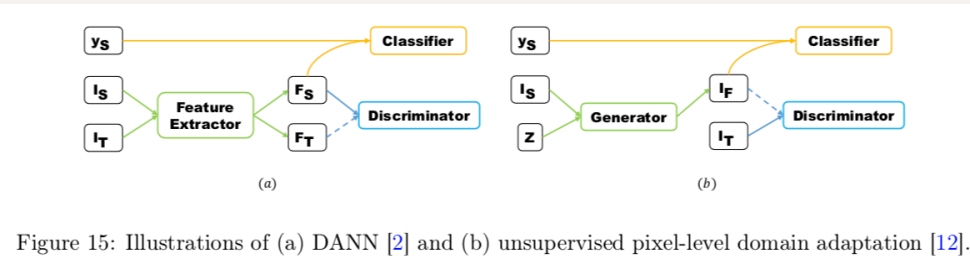 yS Classifier
IS
Feature Extractor
FS
IT
FT
Discriminator
(a)
yS Classifier
IS
Generator
IF
z
IT
Discriminator
(b)
Figure 15: Illustrations of (a) DANN [2] and (b) unsupervised pixel-level domain adaptation [12].